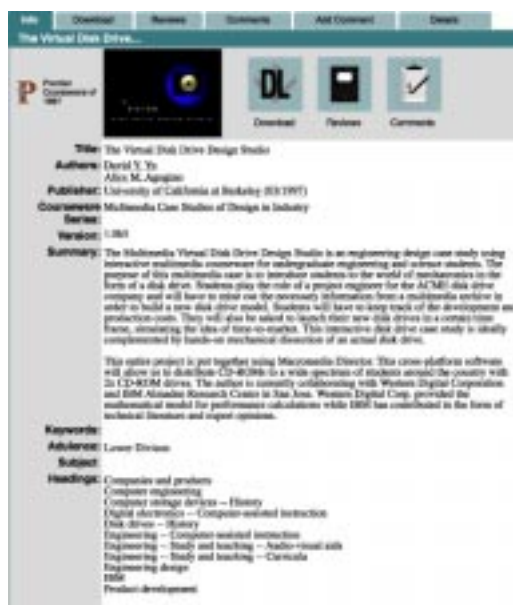 Info Download Reviews Comments Add Comment Details
The Virtual Disk Drive...
P Premier
Courseware of
1997
DL
Download Reviews Comments
Title: The Virtual Disk Drive Design Studio
Authors: David Y. Yu
Alice M. Agogino
Publisher: University of California at Berkeley (03/1997)
Courseware Multimedia Case Studies of Design in Industry
Series:
Version:
Summary: The Multimedia Virtual Disk Drive Design Studio is an engineering design case study using
interactive multimedia courseware for undergraduate engineering and science students. The
purpose of this multimedia case is to introduce students to the world of mechatronics in the
form of a disk drive. Students play the role of a project engineer for the ACME disk drive
company and will have to mine out the necessary information from a multimedia archive in
order to build a new disk drive model. Students will have to keep track of the development and
production costs. They will also be asked to launch their new disk drives in a certain time
frame, simulating the idea of time-to-market. This interactive disk drive case study is ideally
complemented by hands-on mechanical dissection of an actual disk drive.
This entire project is put together using Macromedia Director. This cross-platform software
will allow us to distribute CD-ROMs to a wide spectrum of students around the country with
2x CD-ROM drives. The author is currently collaborating with Western Digital Corporation
and IBM Almaden Research Center in San Jose. Western Digital Corp. provided the
mathematical model for performance calculations while IBM has contributed in the form of
technical literature and expert opinions.
Keywords:
Adulence: Lower Division
Subject
Headings: Companies and products
Computer engineering
Computer storage devices -- History
Digital electronics -- Computer-assisted instruction
Disk drives -- History
Engineering -- Computer-assisted instruction
Engineering -- Study and teaching -- Audio-visual aids
Engineering -- Study and teaching -- Curricula
Engineering design
IBM
Product development